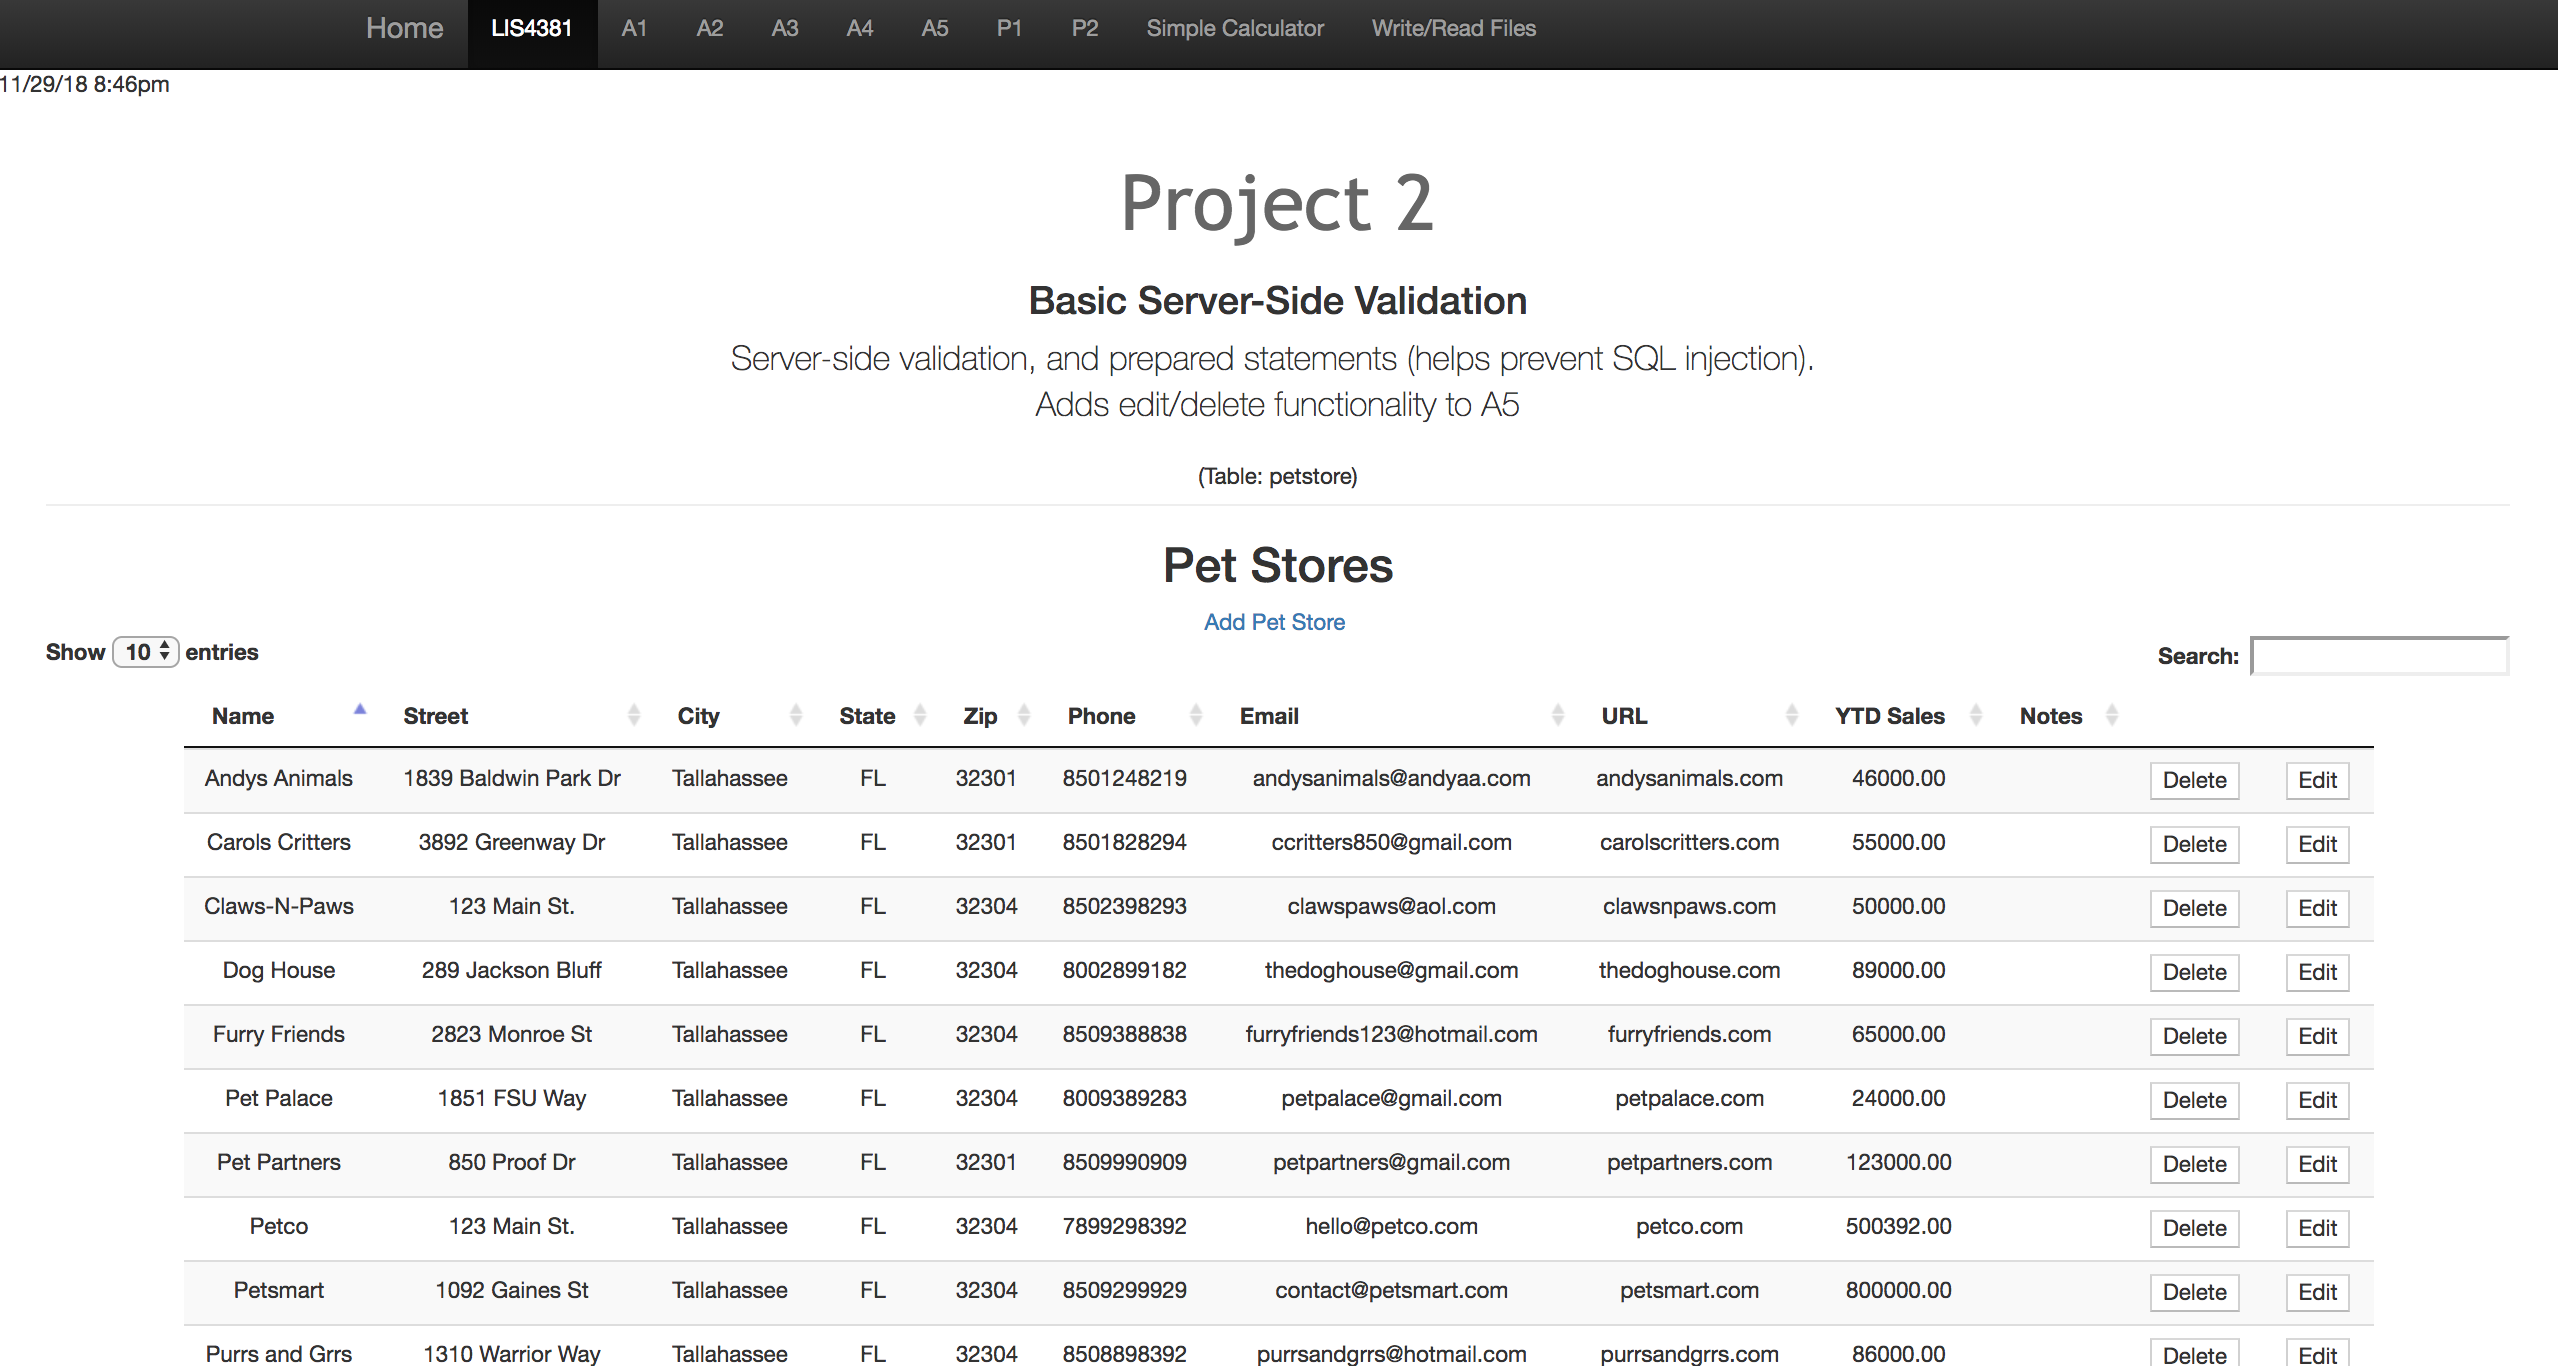 Home LIS4381 A1 A2 A3 A4 A5 P1 P2 Simple Calculator Write/Read Files
11/29/18 8:46pm
Project 2
Basic Server-Side Validation
Server-side validation, and prepared statements (helps prevent SQL injection).
Adds edit/delete functionality to A5
(Table: petstore)
Pet Stores
Add Pet Store
Show 10 entries Search:
Name Street City State Zip Phone Email URL YTD Sales Notes
Andys Animals 1839 Baldwin Park Dr Tallahassee FL 32301 8501248219 andysanimals@andyaa.com andysanimals.com 46000.00 Delete Edit
Carols Critters 3892 Greenway Dr Tallahassee FL 32301 8501828294 ccritters850@gmail.com carolscritters.com 55000.00 Delete Edit
Claws-N-Paws 123 Main St. Tallahassee FL 32304 8502398293 clawspaws@aol.com clawsnpaws.com 50000.00 Delete Edit
Dog House 289 Jackson Bluff Tallahassee FL 32304 8002899182 thedoghouse@gmail.com thedoghouse.com 89000.00 Delete Edit
Furry Friends 2823 Monroe St Tallahassee FL 32304 8509388838 furryfriends123@hotmail.com furryfriends.com 65000.00 Delete Edit
Pet Palace 1851 FSU Way Tallahassee FL 32304 8009389283 petpalace@gmail.com petpalace.com 24000.00 Delete Edit
Pet Partners 850 Proof Dr Tallahassee FL 32301 8509990909 petpartners@gmail.com petpartners.com 123000.00 Delete Edit
Petco 123 Main St. Tallahassee FL 32304 7899298392 hello@petco.com petco.com 500392.00 Delete Edit
Petsmart 1092 Gaines St Tallahassee FL 32304 8509299929 contact@petsmart.com petsmart.com 800000.00 Delete Edit
Purrs and Grrs 1310 Warrior Way Tallahassee FL 32304 8508898392 purrsandgrrs@hotmail.com purrsandgrrs.com 86000.00 Delete Edit